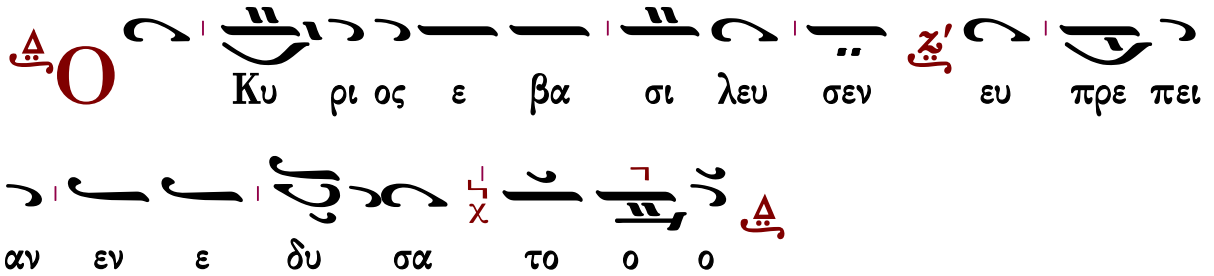 Ο Κυ ρι ος ε βα σι λευ σεν ευ πρε πει
αν εν ε δυ σα το ο ο